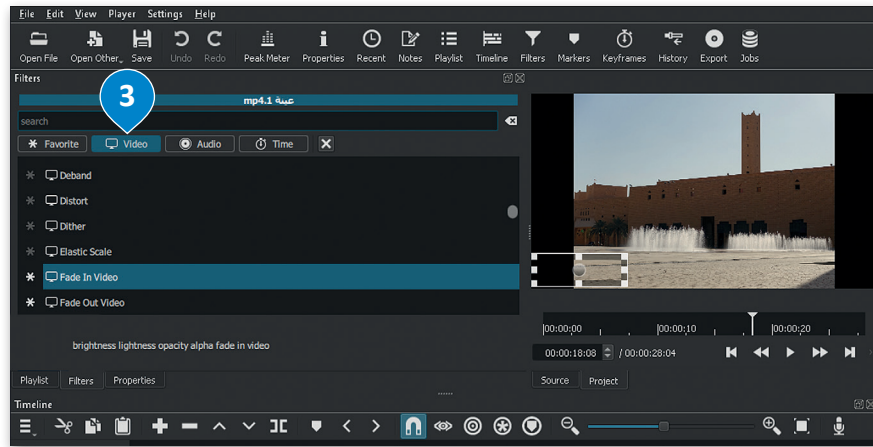 File Edit View Player Settings Help
Open File Open Other... Save Undo Redo Peak Meter Properties Recent Notes Playlist Timeline Filters Markers Keyframes History Export Jobs
Filters
3
عينة 1.mp4
search
Favorite Video Audio Time
Deband
Distort
Dither
Elastic Scale
Fade In Video
Fade Out Video
brightness lightness opacity alpha fade in video
00:00:00 00:00:10 00:00:20
00:00:18:08 / 00:00:28:04
Playlist Filters Properties
Source Project
Timeline